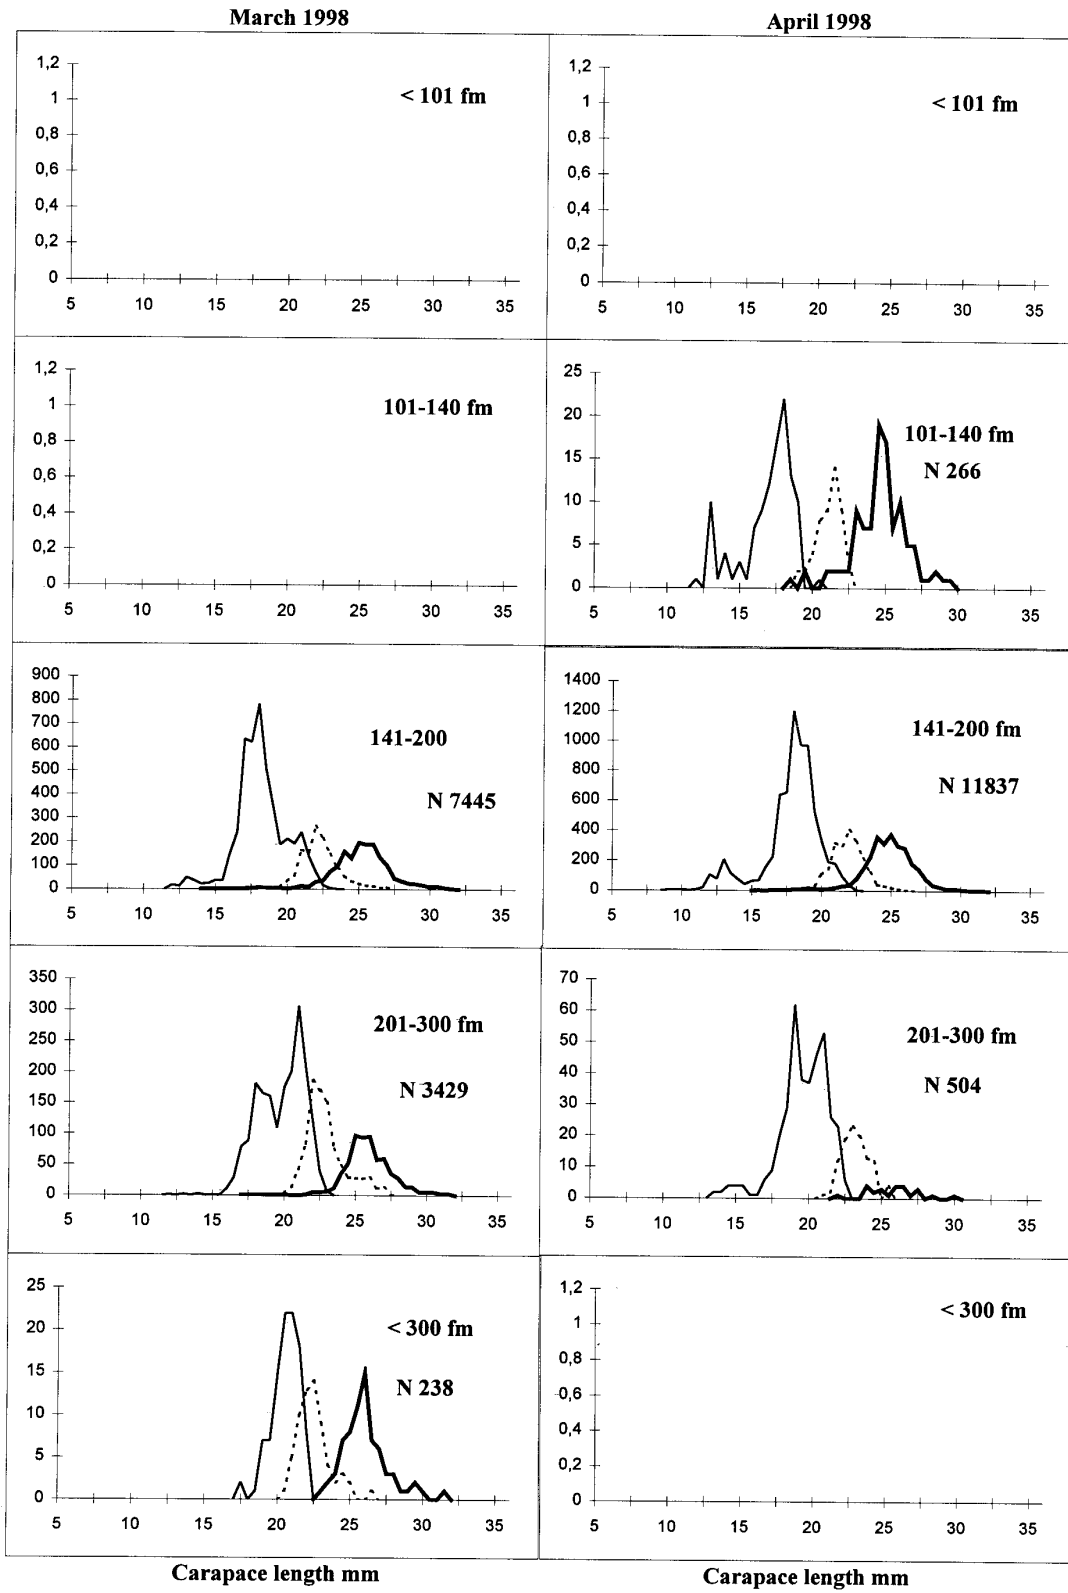 March 1998
1,2
1
0,8
0,6
0,4
0,2
0
5 10 15 20 25 30 35
< 101 fm
1,2
1
0,8
0,6
0,4
0,2
0
5 10 15 20 25 30 35
101-140 fm
900
800
700
600
500
400
300
200
100
0
5 10 15 20 25 30 35
141-200
N 7445
350
300
250
200
150
100
50
0
5 10 15 20 25 30 35
201-300 fm
N 3429
25
20
15
10
5
0
5 10 15 20 25 30 35
< 300 fm
N 238
Carapace length mm
April 1998
1,2
1
0,8
0,6
0,4
0,2
0
5 10 15 20 25 30 35
< 101 fm
25
20
15
10
5
0
5 10 15 20 25 30 35
101-140 fm
N 266
1400
1200
1000
800
600
400
200
0
5 10 15 20 25 30 35
141-200 fm
N 11837
70
60
50
40
30
20
10
0
5 10 15 20 25 30 35
201-300 fm
N 504
1,2
1
0,8
0,6
0,4
0,2
0
5 10 15 20 25 30 35
< 300 fm
Carapace length mm